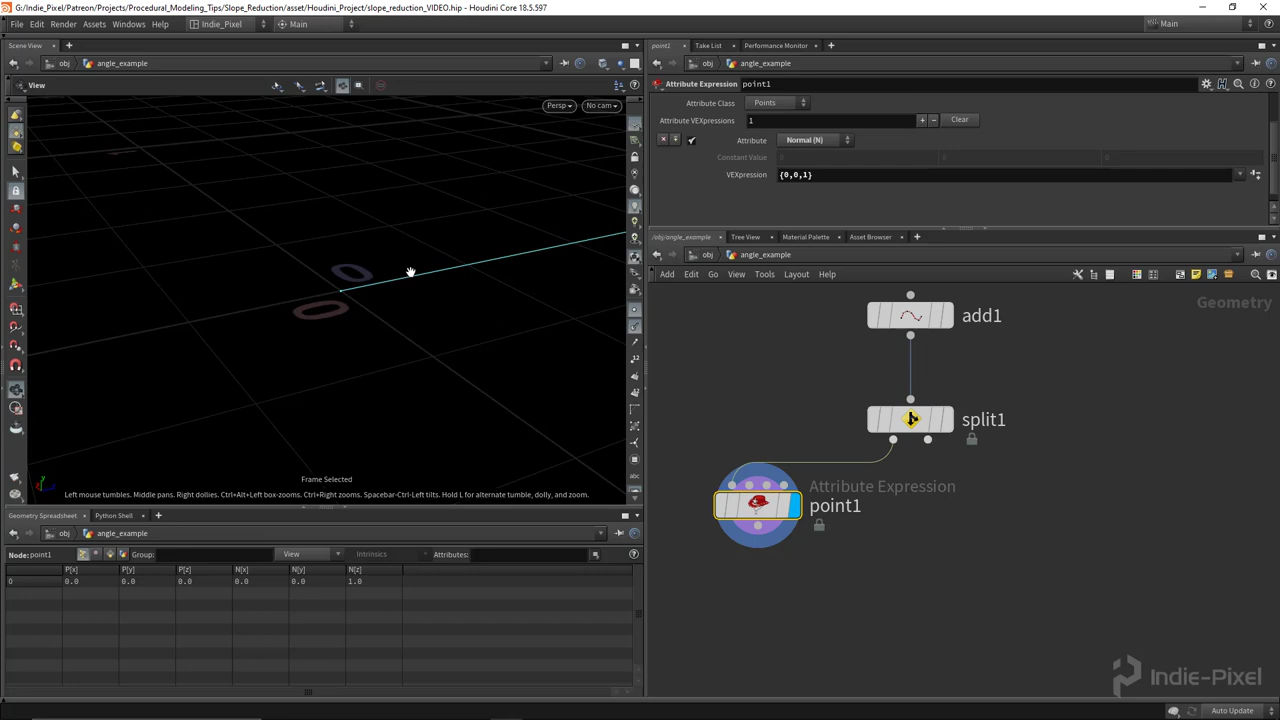 G:/Indie_Pixel/Patreon/Projects/Procedural_Modeling_Tips/Slope_Reduction/asset/Houdini_Project/slope_reduction_VIDEO.hip - Houdini Core 18.5.597
File Edit Render Assets Windows Help Indie_Pixel Main Main
Scene View
obj angle_example
View
Persp No cam
0
0
Frame Selected
Left mouse tumbles. Middle pans. Right dollies. Ctrl+Alt+Left box-zooms. Ctrl+Right zooms. Spacebar-Ctrl-Left tilts. Hold L for alternate tumble, dolly, and zoom.
Geometry Spreadsheet Python Shell
obj angle_example
Node: point1 Group: View Intrinsics Attributes:
P[x] P[y] P[z] N[x] N[y] N[z]
0 0.0 0.0 0.0 0.0 0.0 1.0
point1 Take List Performance Monitor
obj angle_example
Attribute Expression point1
Attribute Class Points
Attribute VEXpressions 1 Clear
Attribute Normal (N)
Constant Value 0 0 0
VEXpression {0,0,1}
/obj/angle_example Tree View Material Palette Asset Browser
obj angle_example
Add Edit Go View Tools Layout Help
Geometry
add1
split1
Attribute Expression
point1
Indie-Pixel
Auto Update